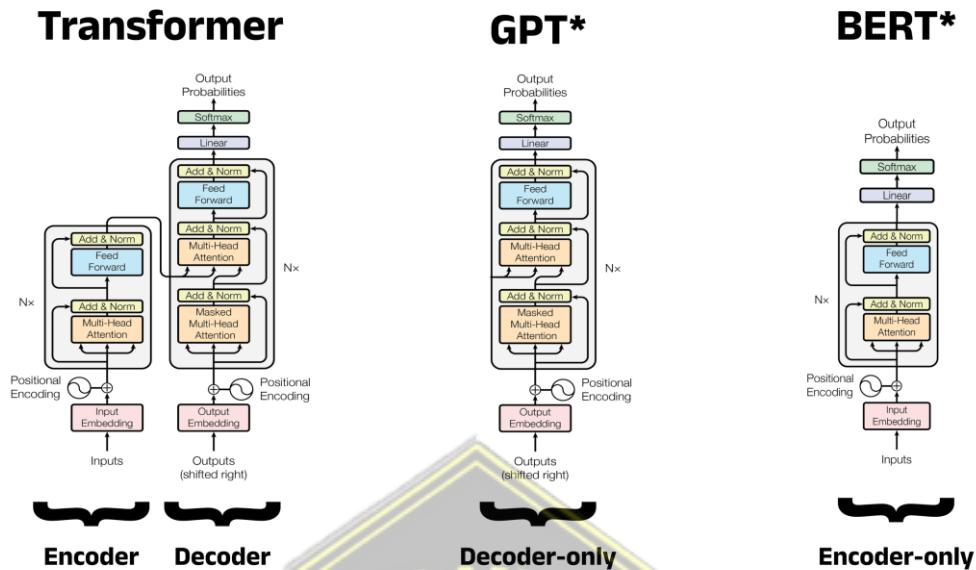 Transformer
GPT*
BERT*
Output
Probabilities
Softmax
Linear
Add & Norm
Feed
Forward
Add & Norm
Multi-Head
Attention
Add & Norm
Masked
Multi-Head
Attention
N×
Add & Norm
Feed
Forward
N×
Add & Norm
Multi-Head
Attention
Positional
Encoding
Positional
Encoding
Input
Embedding
Output
Embedding
Inputs
Outputs
(shifted right)
Encoder
Decoder
Output
Probabilities
Softmax
Linear
Add & Norm
Feed
Forward
Add & Norm
Multi-Head
Attention
N×
Add & Norm
Masked
Multi-Head
Attention
Positional
Encoding
Output
Embedding
Outputs
(shifted right)
Decoder-only
Output
Probabilities
Softmax
Linear
Add & Norm
Feed
Forward
N×
Add & Norm
Multi-Head
Attention
Positional
Encoding
Input
Embedding
Inputs
Encoder-only